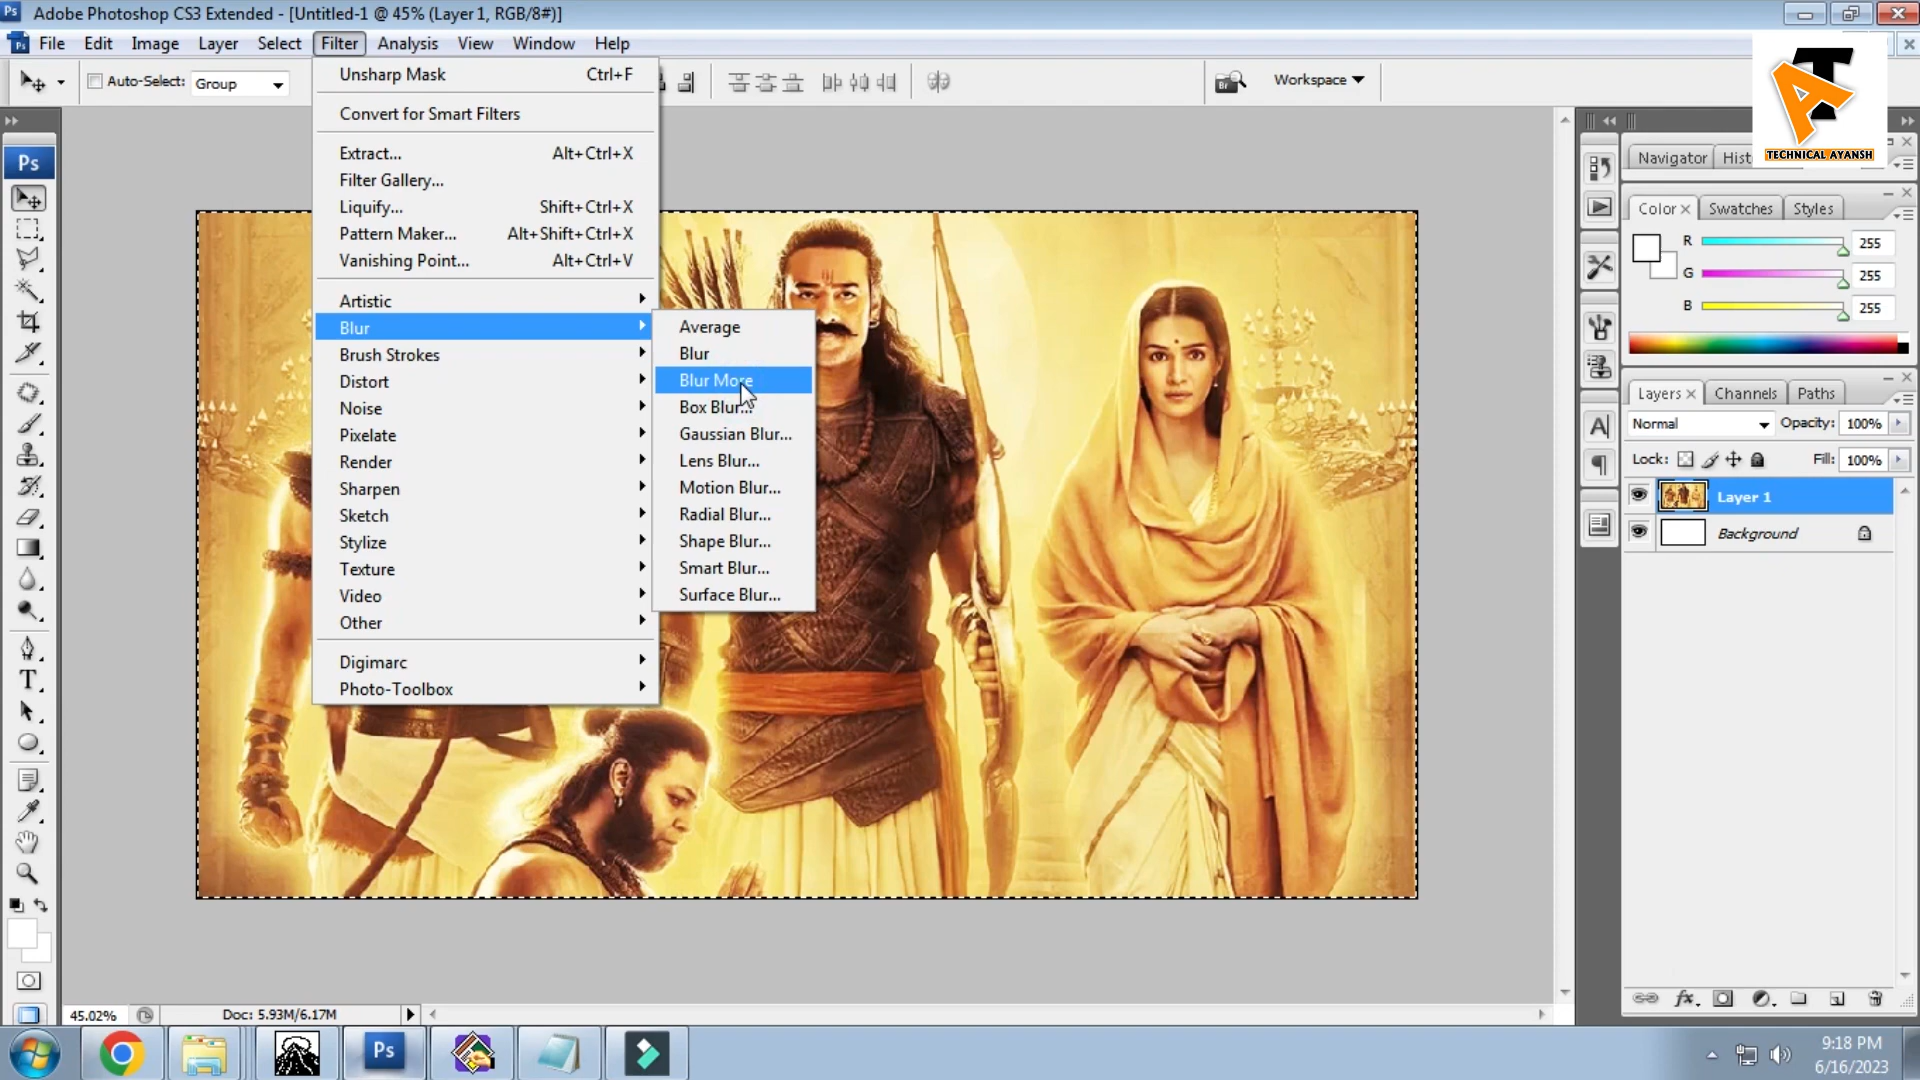 Ps Adobe Photoshop CS3 Extended - [Untitled-1 @ 45% (Layer 1, RGB/8#)]
File Edit Image Layer Select Filter Analysis View Window Help
Auto-Select: Group
Br Workspace
TECHNICAL AYANSH
Unsharp Mask Ctrl+F
Convert for Smart Filters
Extract... Alt+Ctrl+X
Filter Gallery...
Liquify... Shift+Ctrl+X
Pattern Maker... Alt+Shift+Ctrl+X
Vanishing Point... Alt+Ctrl+V
Artistic
Blur
Brush Strokes
Distort
Noise
Pixelate
Render
Sharpen
Sketch
Stylize
Texture
Video
Other
Digimarc
Photo-Toolbox
Average
Blur
Blur More
Box Blur...
Gaussian Blur...
Lens Blur...
Motion Blur...
Radial Blur...
Shape Blur...
Smart Blur...
Surface Blur...
Ps
Navigator Hist
Color Swatches Styles
R 255
G 255
B 255
Layers Channels Paths
Normal Opacity: 100%
Lock: Fill: 100%
Layer 1
Background
45.02% Doc: 5.93M/6.17M
Ps
9:18 PM
6/16/2023